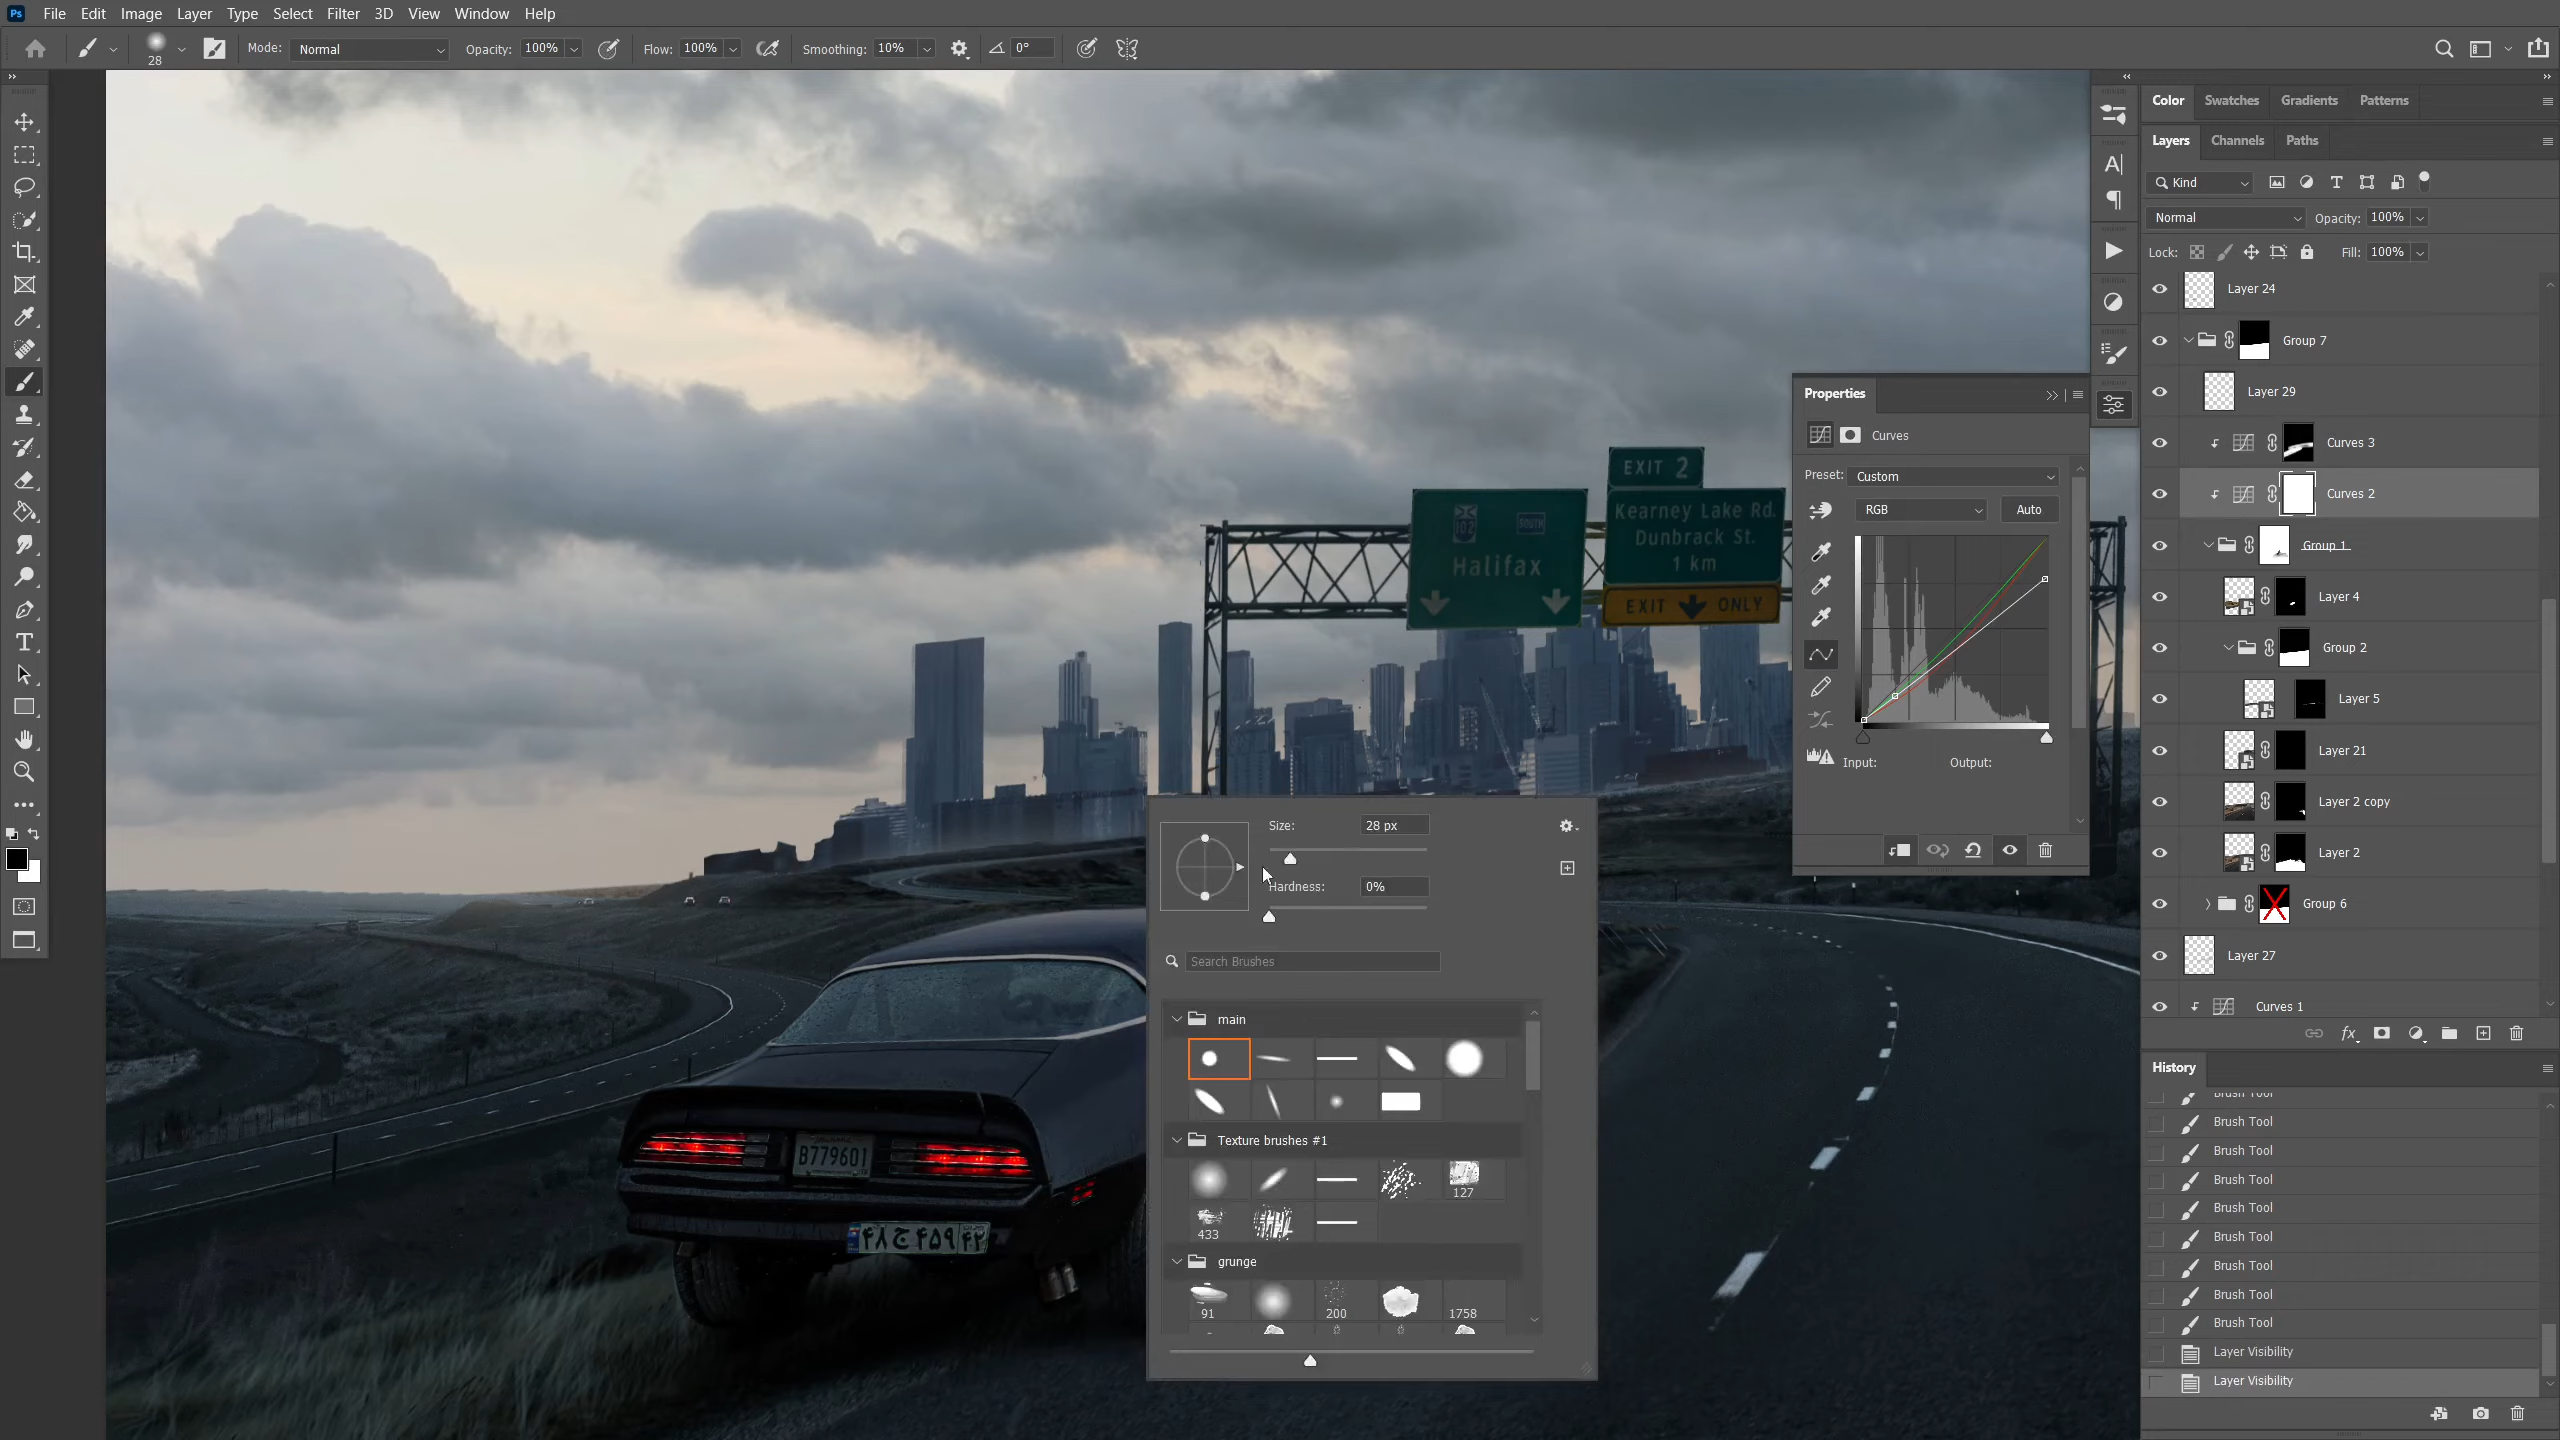 Ps File Edit Image Layer Type Select Filter 3D View Window Help
28 Mode: Normal Opacity: 100% Flow: 100% Smoothing: 10% 0°
Color Swatches Gradients Patterns
Layers Channels Paths
Kind
Normal Opacity: 100%
Lock: Fill: 100%
Layer 24
Group 7
Layer 29
Curves 3
Curves 2
Group 1
Layer 4
Group 2
Layer 5
Layer 21
Layer 2 copy
Layer 2
Group 6
Layer 27
Curves 1
fx
History
Brush Tool
Brush Tool
Brush Tool
Brush Tool
Brush Tool
Brush Tool
Brush Tool
Brush Tool
Brush Tool
Layer Visibility
Layer Visibility
Properties
Curves
Preset: Custom
RGB Auto
Input: Output:
EXIT 2
102 SOUTH
Halifax
Kearney Lake Rd.
Dunbrack St.
1 km
EXIT ONLY
Size: 28 px
Hardness: 0%
Search Brushes
main
Texture brushes #1
127
433
grunge
91 200 1758
B779601